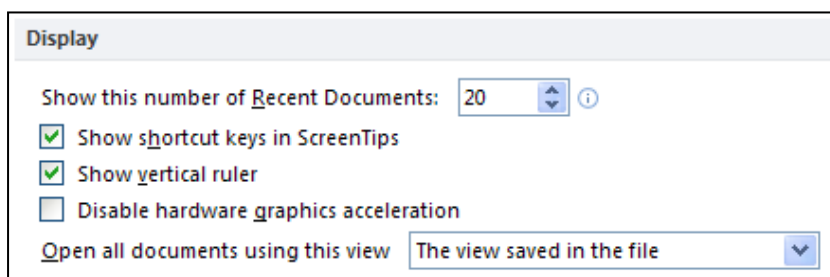 Display
Show this number of Recent Documents: 20
Show shortcut keys in ScreenTips
Show vertical ruler
Disable hardware graphics acceleration
Open all documents using this view The view saved in the file